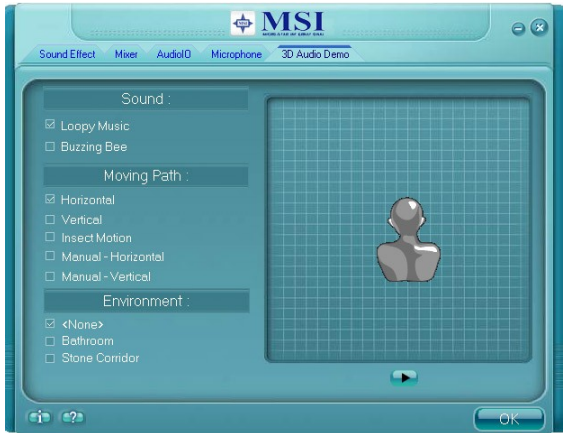 MSI
Sound Effect Mixer AudioIO Microphone 3D Audio Demo
Sound :
Loopy Music
Buzzing Bee
Moving Path :
Horizontal
Vertical
Insect Motion
Manual - Horizontal
Manual - Vertical
Environment :
<None>
Bathroom
Stone Corridor
i ?
OK